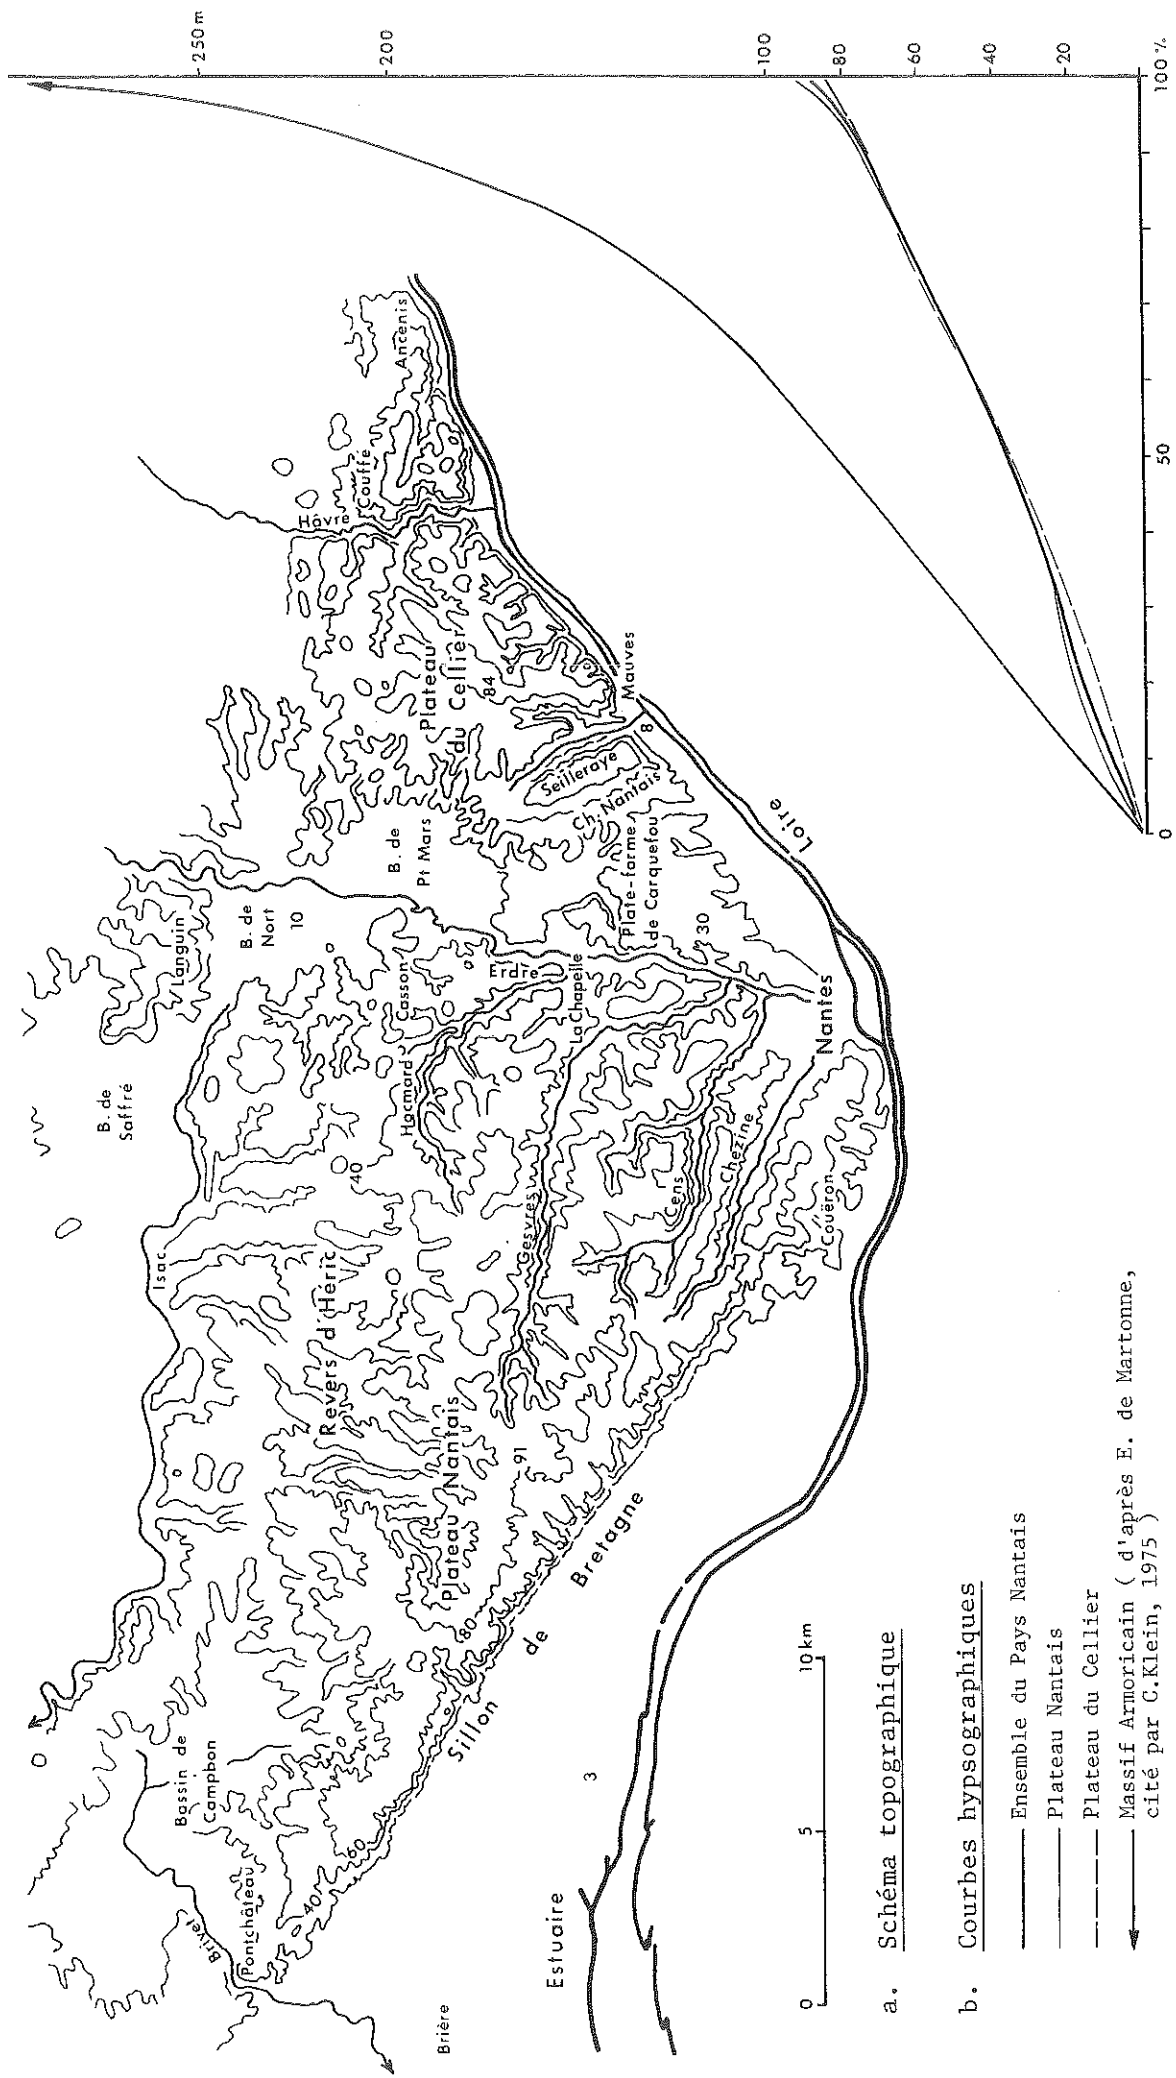 Brière
Brivet
Pontchâteau
Bassin de
Campbon
40
60
Sillon
de
Bretagne
80
91
Plateau Nantais
Revers d'Héric
Isac
40
B. de
Saffré
Languin
B. de
Nort
10
Hocmard
Casson
Erdre
La Chapelle
Gesvres
Cens
Chézine
Couëron
Nantes
30
Plate-forme
de Carquefou
B. de
Pt Mars
Ch. Nantais
Seilleraye
8
Mauves
Plateau
du Cellier
84
Hâvre
Couffé
Ancenis
Loire
Estuaire
3
0
5
10 km
a. Schéma topographique
b. Courbes hypsographiques
Ensemble du Pays Nantais
Plateau Nantais
Plateau du Cellier
Massif Armoricain ( d'après E. de Martonne,
cité par C.Klein, 1975 )
250 m
200
100
80
60
40
20
0
50
100 %